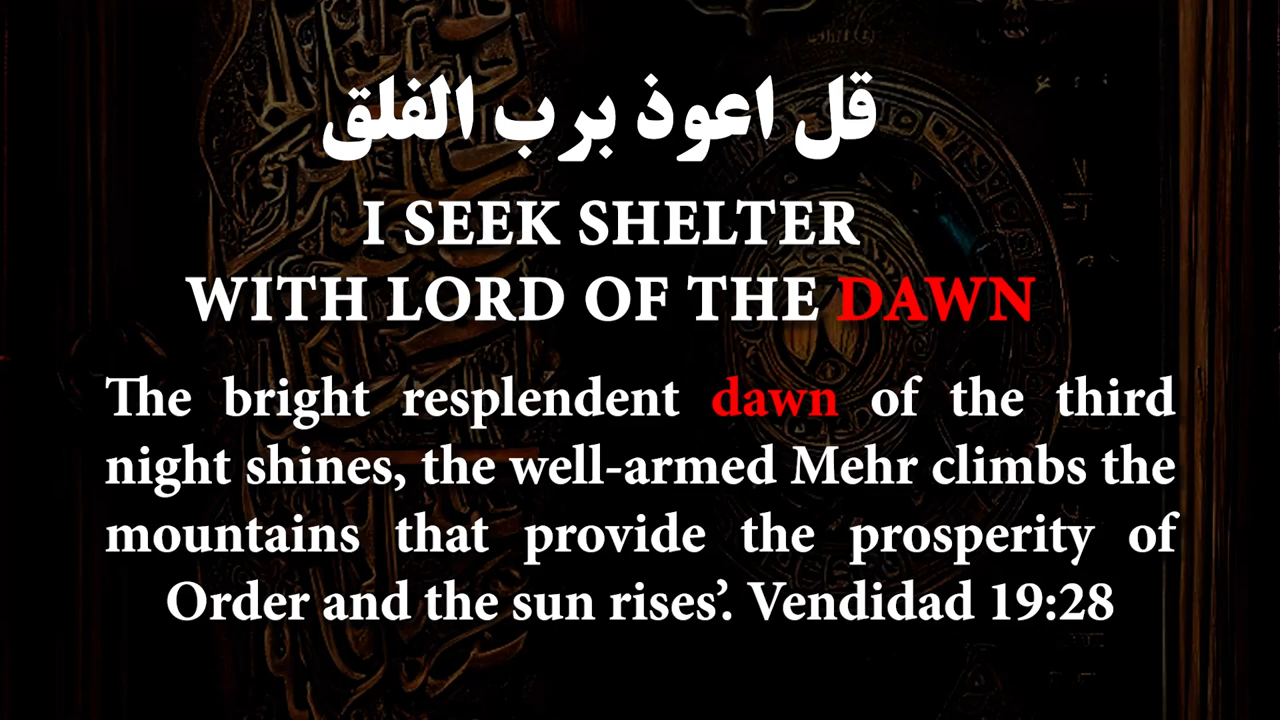 قل اعوذ برب الفلق
I SEEK SHELTER
WITH LORD OF THE DAWN
The bright resplendent dawn of the third
night shines, the well-armed Mehr climbs the
mountains that provide the prosperity of
Order and the sun rises’. Vendidad 19:28